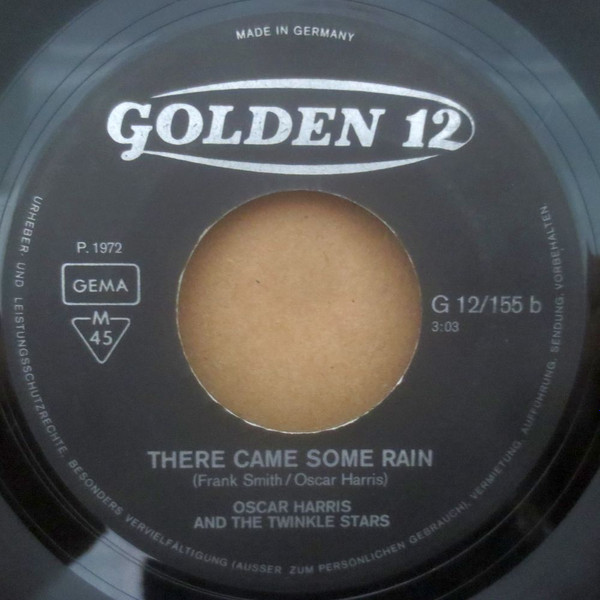 MADE IN GERMANY
GOLDEN 12
P. 1972
GEMA
M
45
G 12/155 b
3:03
THERE CAME SOME RAIN
(Frank Smith/Oscar Harris)
OSCAR HARRIS
AND THE TWINKLE STARS
URHEBER- UND LEISTUNGSSCHUTZRECHTE, BESONDERS VERVIELFÄLTIGUNG (AUSSER ZUM PERSÖNLICHEN GEBRAUCH), VERMIETUNG, AUFFÜHRUNG, SENDUNG, VORBEHALTEN